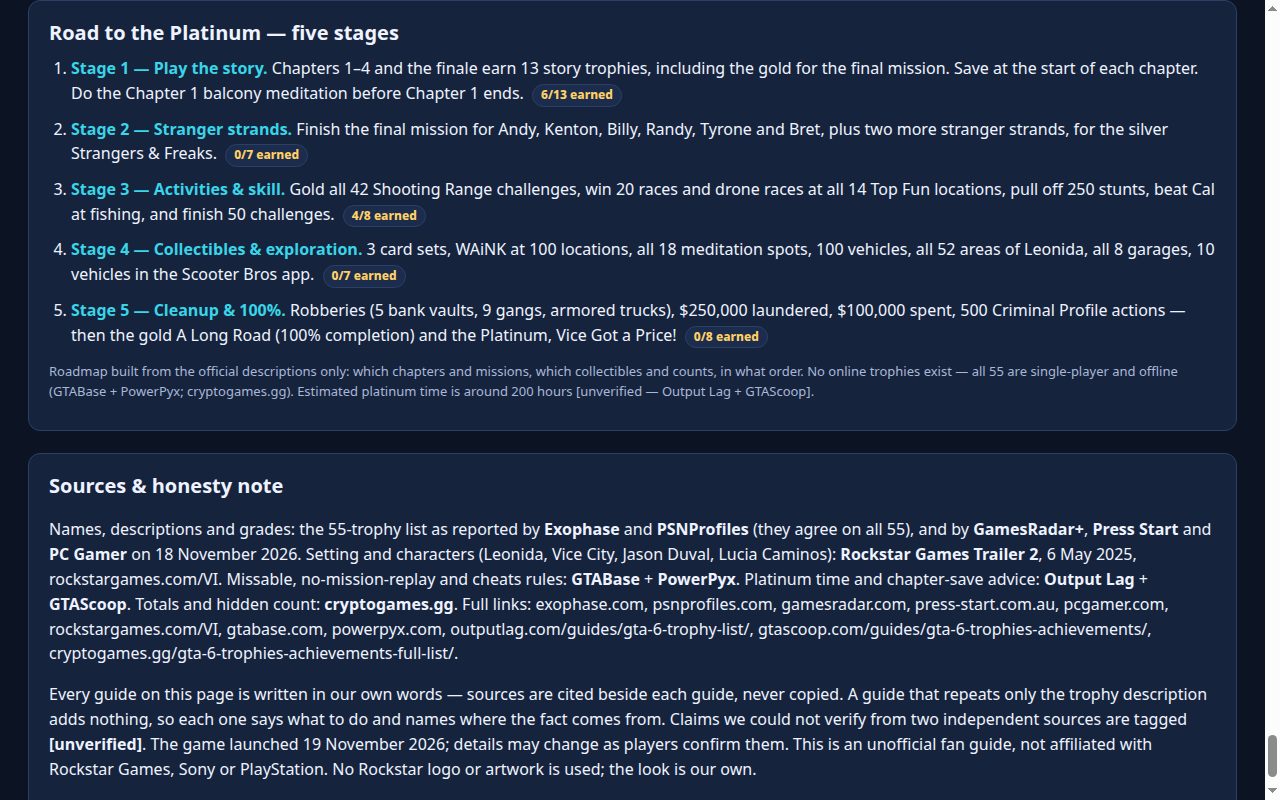 Road to the Platinum — five stages
1. Stage 1 — Play the story. Chapters 1–4 and the finale earn 13 story trophies, including the gold for the final mission. Save at the start of each chapter.
Do the Chapter 1 balcony meditation before Chapter 1 ends. 6/13 earned
2. Stage 2 — Stranger strands. Finish the final mission for Andy, Kenton, Billy, Randy, Tyrone and Bret, plus two more stranger strands, for the silver
Strangers & Freaks. 0/7 earned
3. Stage 3 — Activities & skill. Gold all 42 Shooting Range challenges, win 20 races and drone races at all 14 Top Fun locations, pull off 250 stunts, beat Cal
at fishing, and finish 50 challenges. 4/8 earned
4. Stage 4 — Collectibles & exploration. 3 card sets, WAiNK at 100 locations, all 18 meditation spots, 100 vehicles, all 52 areas of Leonida, all 8 garages, 10
vehicles in the Scooter Bros app. 0/7 earned
5. Stage 5 — Cleanup & 100%. Robberies (5 bank vaults, 9 gangs, armored trucks), $250,000 laundered, $100,000 spent, 500 Criminal Profile actions —
then the gold A Long Road (100% completion) and the Platinum, Vice Got a Price! 0/8 earned
Roadmap built from the official descriptions only: which chapters and missions, which collectibles and counts, in what order. No online trophies exist — all 55 are single-player and offline
(GTABase + PowerPyx; cryptogames.gg). Estimated platinum time is around 200 hours [unverified — Output Lag + GTAScoop].
Sources & honesty note
Names, descriptions and grades: the 55-trophy list as reported by Exophase and PSNProfiles (they agree on all 55), and by GamesRadar+, Press Start and
PC Gamer on 18 November 2026. Setting and characters (Leonida, Vice City, Jason Duval, Lucia Caminos): Rockstar Games Trailer 2, 6 May 2025,
rockstargames.com/VI. Missable, no-mission-replay and cheats rules: GTABase + PowerPyx. Platinum time and chapter-save advice: Output Lag +
GTAScoop. Totals and hidden count: cryptogames.gg. Full links: exophase.com, psnprofiles.com, gamesradar.com, press-start.com.au, pcgamer.com,
rockstargames.com/VI, gtabase.com, powerpyx.com, outputlag.com/guides/gta-6-trophy-list/, gtascoop.com/guides/gta-6-trophies-achievements/,
cryptogames.gg/gta-6-trophies-achievements-full-list/.
Every guide on this page is written in our own words — sources are cited beside each guide, never copied. A guide that repeats only the trophy description
adds nothing, so each one says what to do and names where the fact comes from. Claims we could not verify from two independent sources are tagged
[unverified]. The game launched 19 November 2026; details may change as players confirm them. This is an unofficial fan guide, not affiliated with
Rockstar Games, Sony or PlayStation. No Rockstar logo or artwork is used; the look is our own.